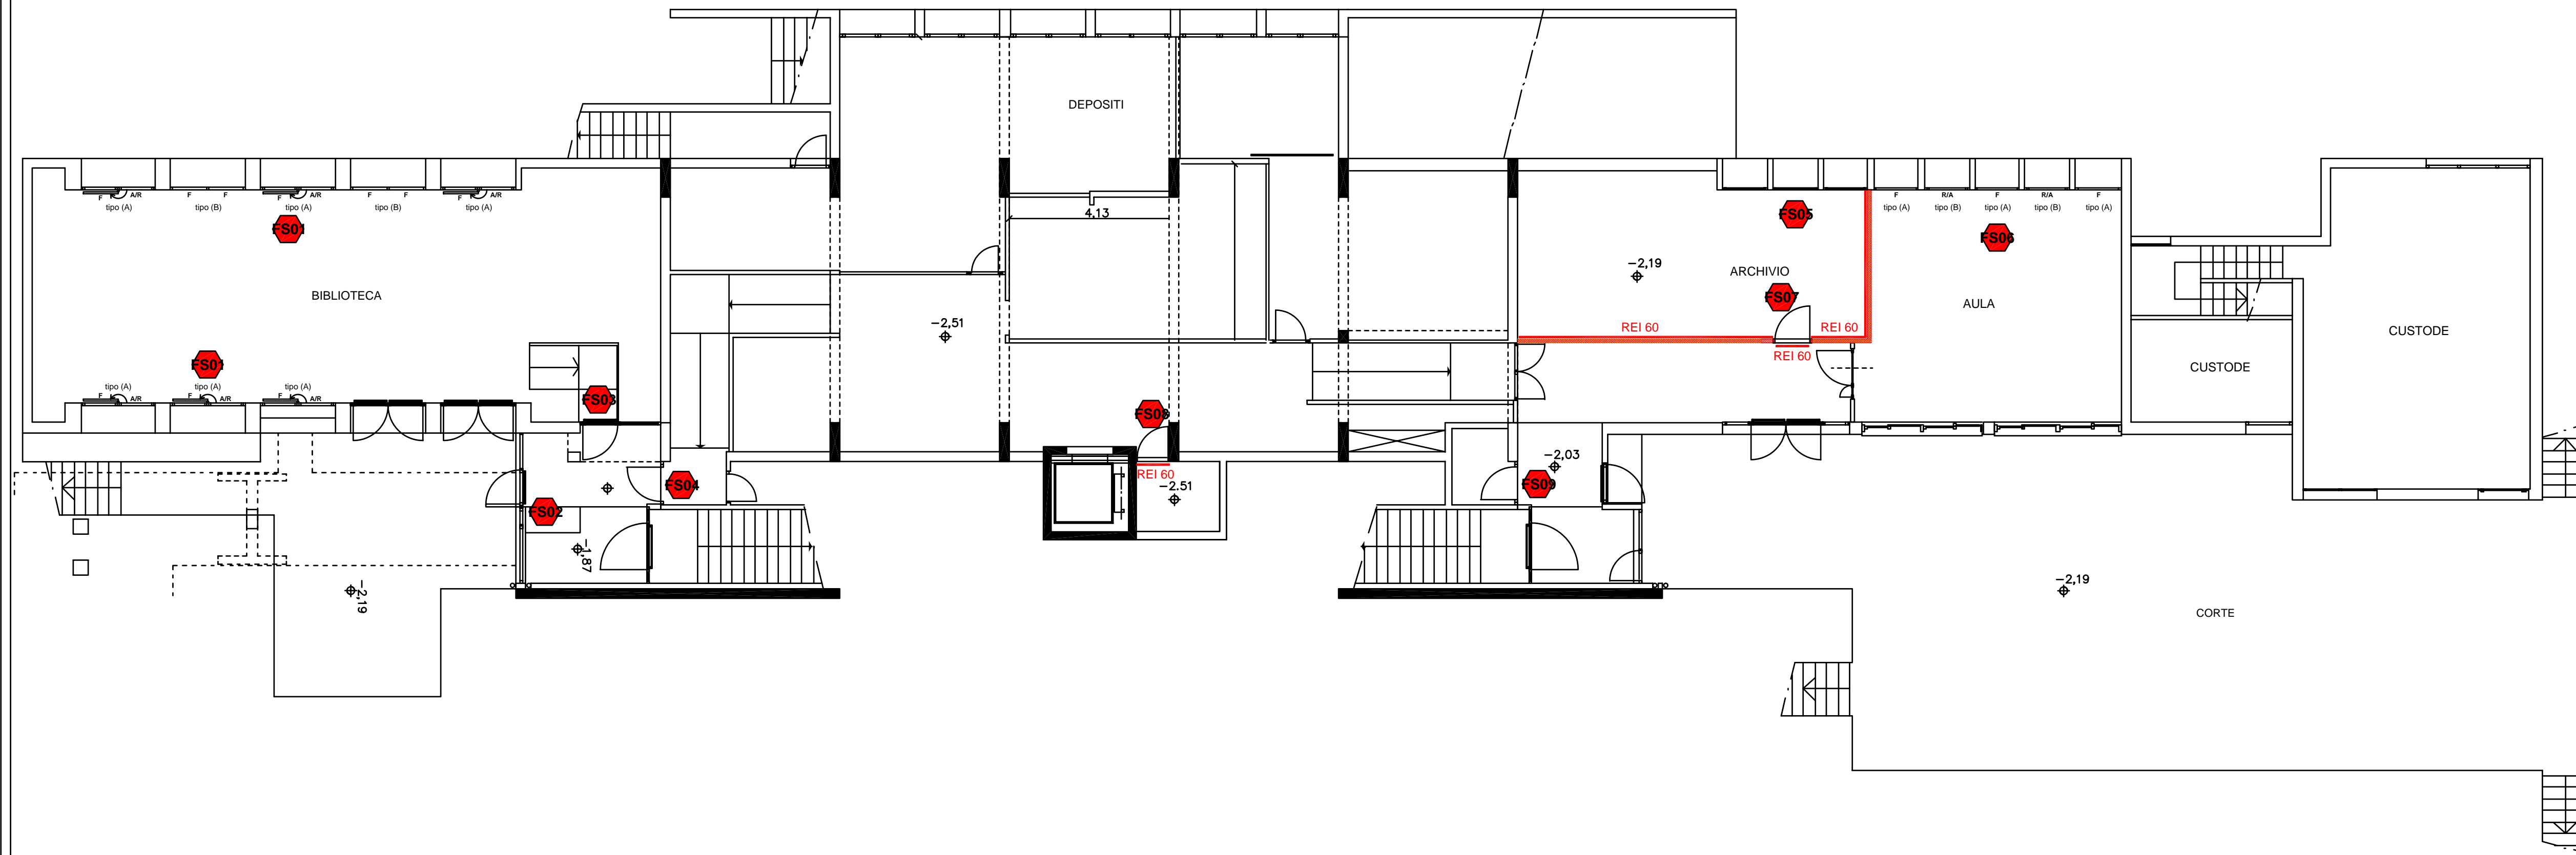 DEPOSITI
F F A/R F F F F A/R F F F F A/R
tipo (A) tipo (B) tipo (A) tipo (B) tipo (A)
F R/A F R/A F
tipo (A) tipo (B) tipo (A) tipo (B) tipo (A)
4,13
FS01
FS05
FS06
BIBLIOTECA
-2,19
ARCHIVIO
FS07
AULA
-2,51
REI 60
REI 60
REI 60
CUSTODE
CUSTODE
FS01
tipo (A) tipo (A) tipo (A)
F A/R F A/R F A/R
FS03
FS08
REI 60
-2.51
FS04
FS02
-1,87
-2,19
-2,03
FS09
-2,19
CORTE